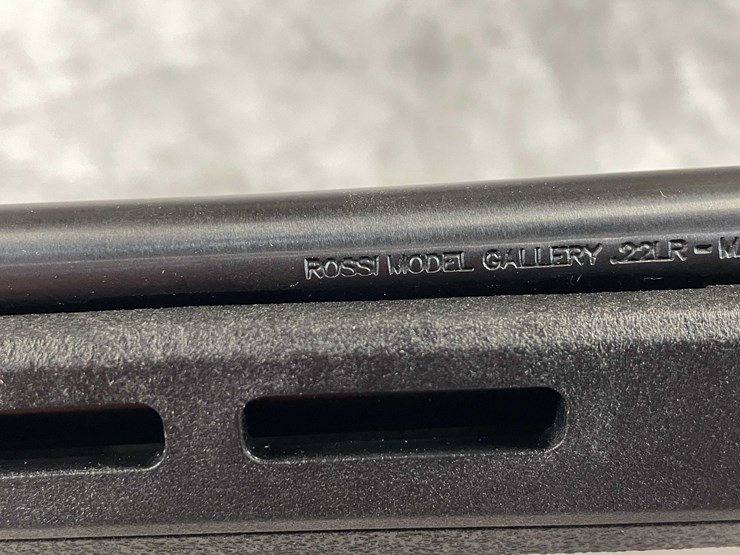 ROSSI MODEL GALLERY .22LR - M